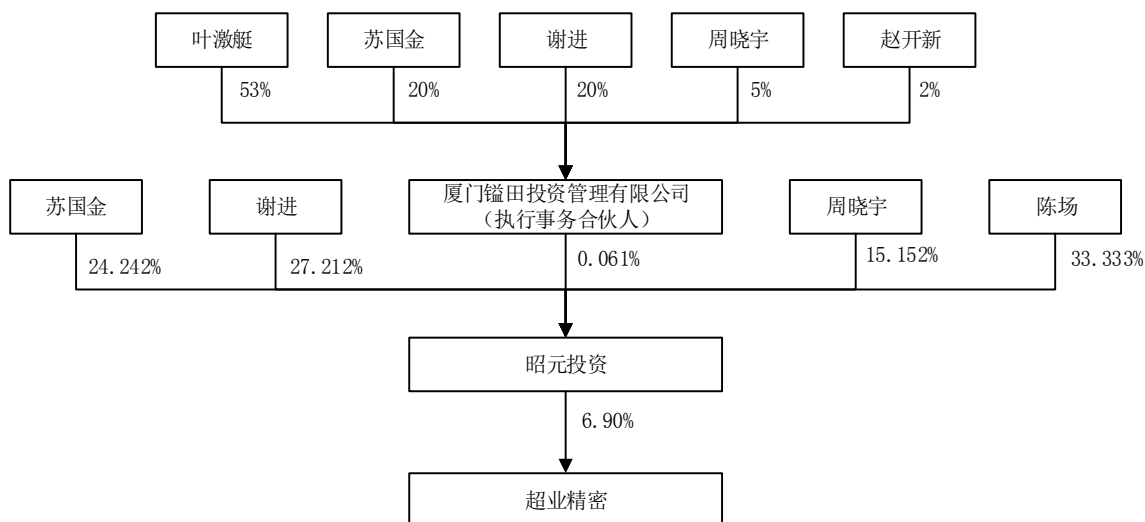 叶激艇
苏国金
谢进
周晓宇
赵开新
53%
20%
20%
5%
2%
苏国金
谢进
厦门镒田投资管理有限公司
（执行事务合伙人）
周晓宇
陈场
24.242%
27.212%
0.061%
15.152%
33.333%
昭元投资
6.90%
超业精密